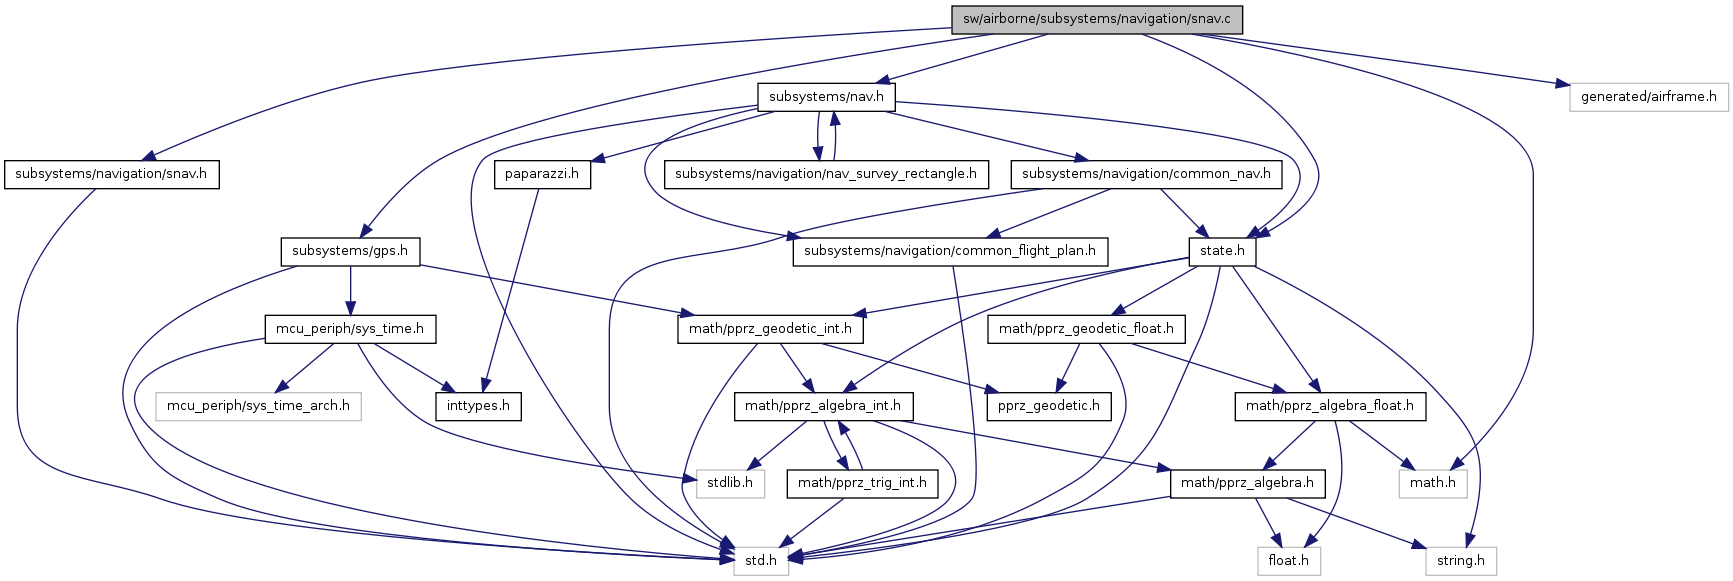 sw/airborne/subsystems/navigation/snav.c
subsystems/nav.h
generated/airframe.h
subsystems/navigation/snav.h
paparazzi.h
subsystems/navigation/nav_survey_rectangle.h
subsystems/navigation/common_nav.h
subsystems/gps.h
subsystems/navigation/common_flight_plan.h
state.h
mcu_periph/sys_time.h
math/pprz_geodetic_int.h
math/pprz_geodetic_float.h
mcu_periph/sys_time_arch.h
inttypes.h
math/pprz_algebra_int.h
pprz_geodetic.h
math/pprz_algebra_float.h
stdlib.h
math/pprz_trig_int.h
math/pprz_algebra.h
math.h
std.h
float.h
string.h